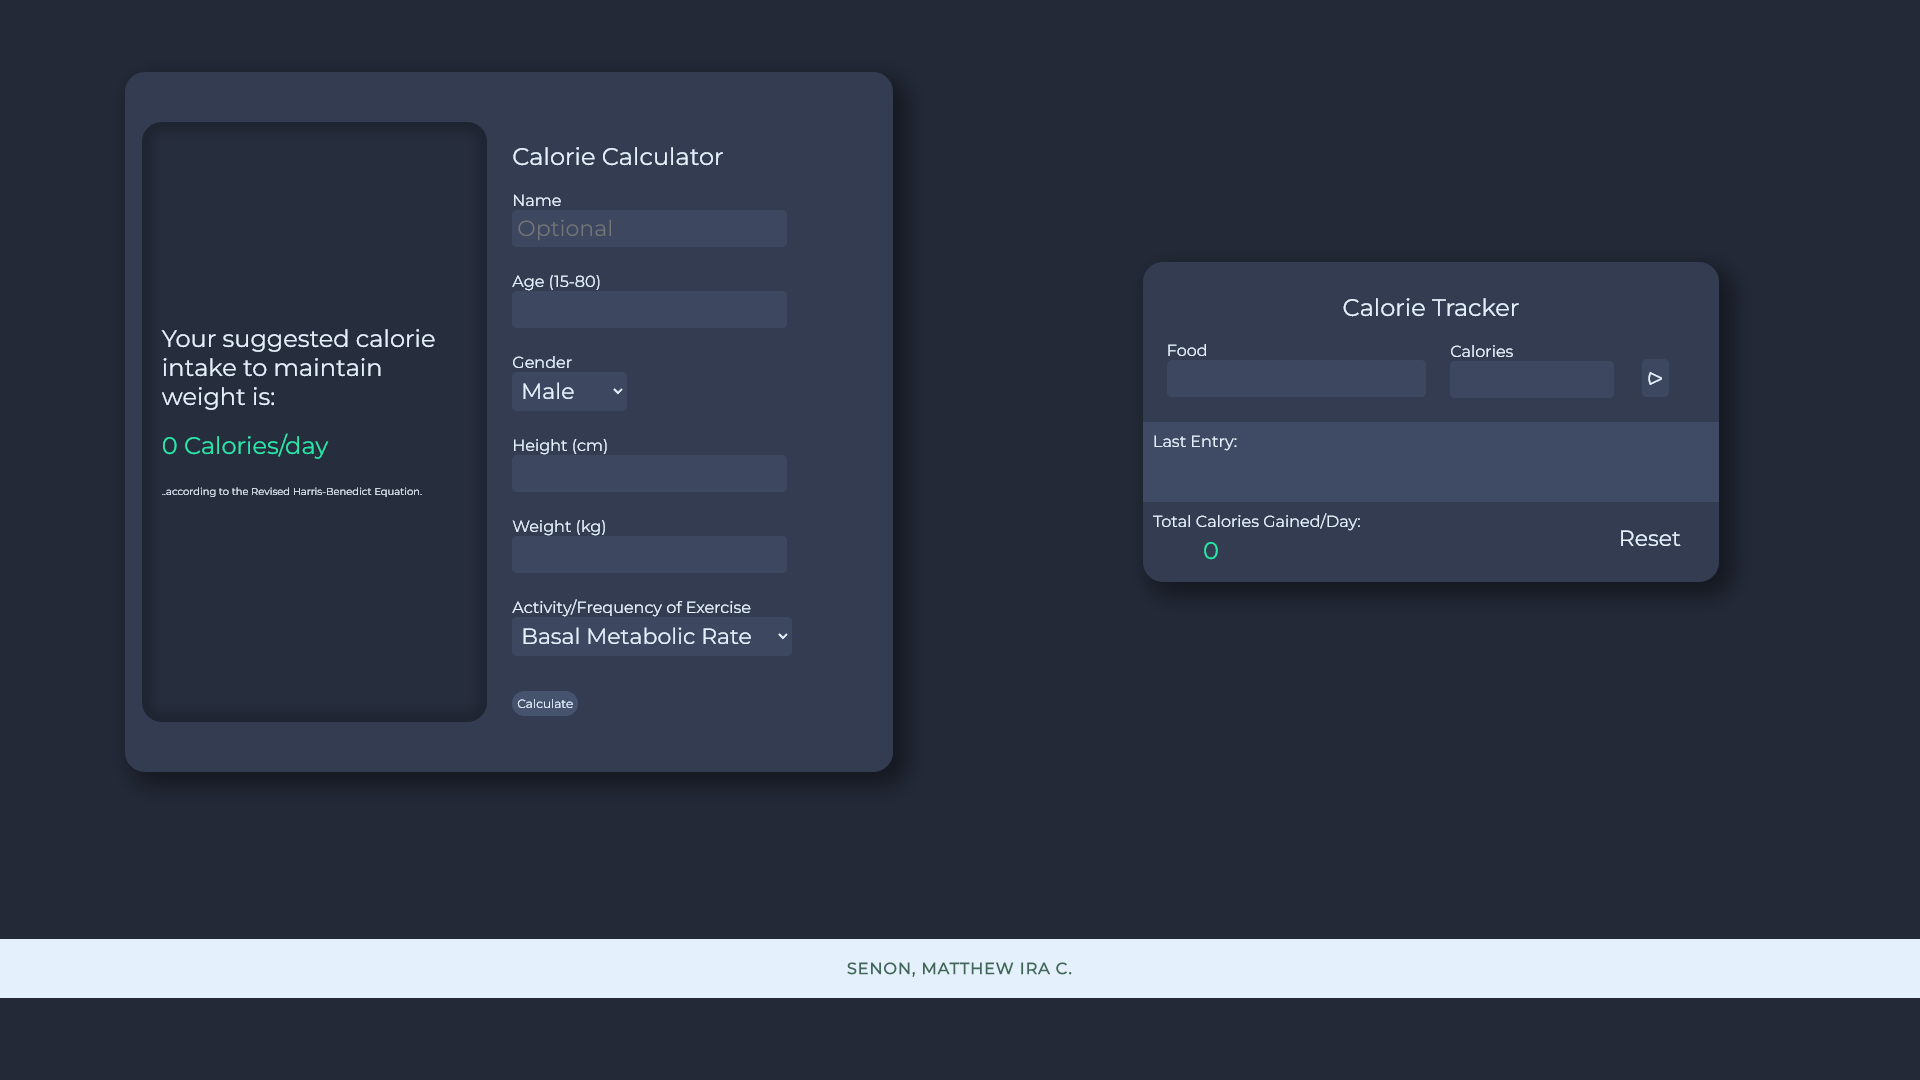 Your suggested calorie
intake to maintain
weight is:
0 Calories/day
..according to the Revised Harris-Benedict Equation.
Calorie Calculator
Name
Optional
Age (15-80)
Gender
Male
Height (cm)
Weight (kg)
Activity/Frequency of Exercise
Basal Metabolic Rate
Calculate
Calorie Tracker
Food
Calories
Last Entry:
Total Calories Gained/Day:
0
Reset
SENON, MATTHEW IRA C.